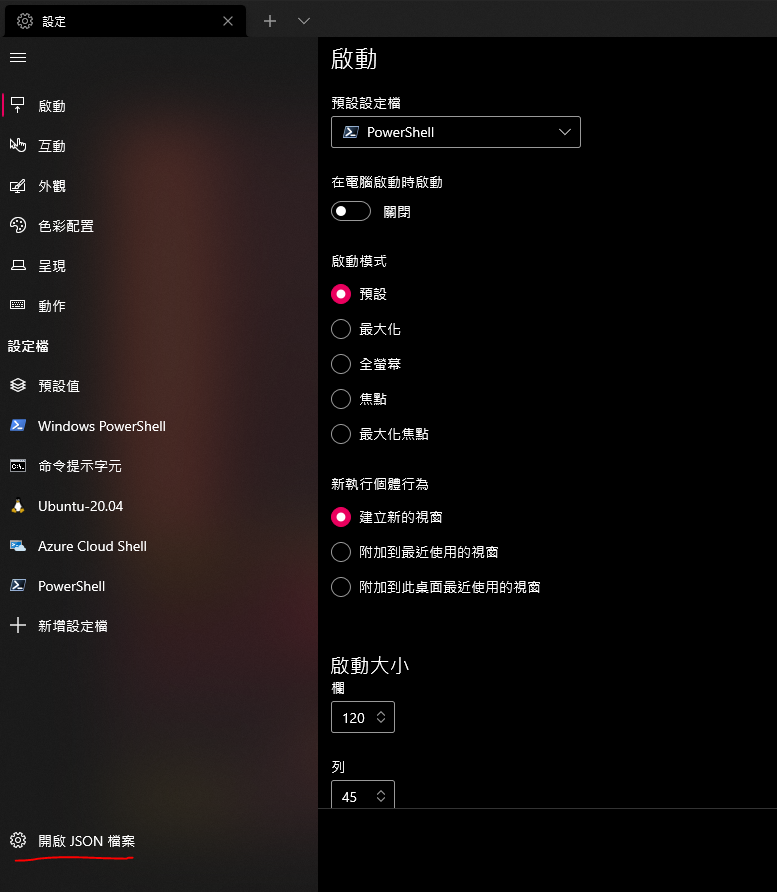 設定
啟動
互動
外觀
色彩配置
呈現
動作
設定檔
預設值
Windows PowerShell
命令提示字元
Ubuntu-20.04
Azure Cloud Shell
PowerShell
新增設定檔
開啟 JSON 檔案
啟動
預設設定檔
PowerShell
在電腦啟動時啟動
關閉
啟動模式
預設
最大化
全螢幕
焦點
最大化焦點
新執行個體行為
建立新的視窗
附加到最近使用的視窗
附加到此桌面最近使用的視窗
啟動大小
欄
120
列
45